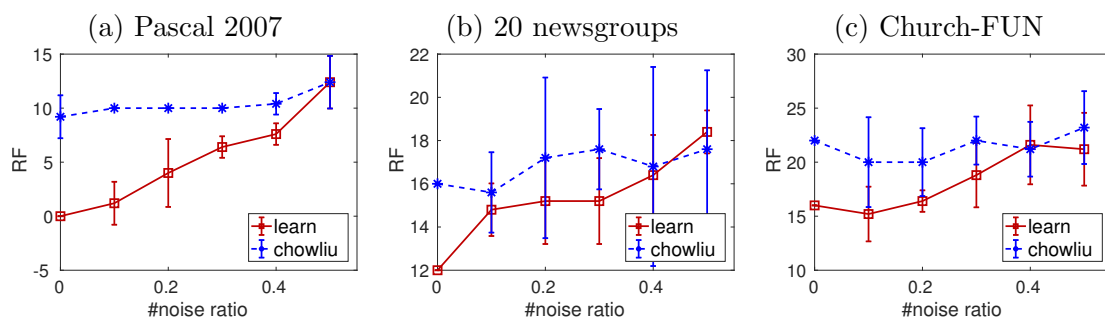 (a) Pascal 2007
15
10
5
0
-5
RF
0
0.2
0.4
#noise ratio
learn
chowliu
(b) 20 newsgroups
22
20
18
16
14
12
RF
0
0.2
0.4
#noise ratio
learn
chowliu
(c) Church-FUN
30
25
20
15
10
RF
0
0.2
0.4
#noise ratio
learn
chowliu